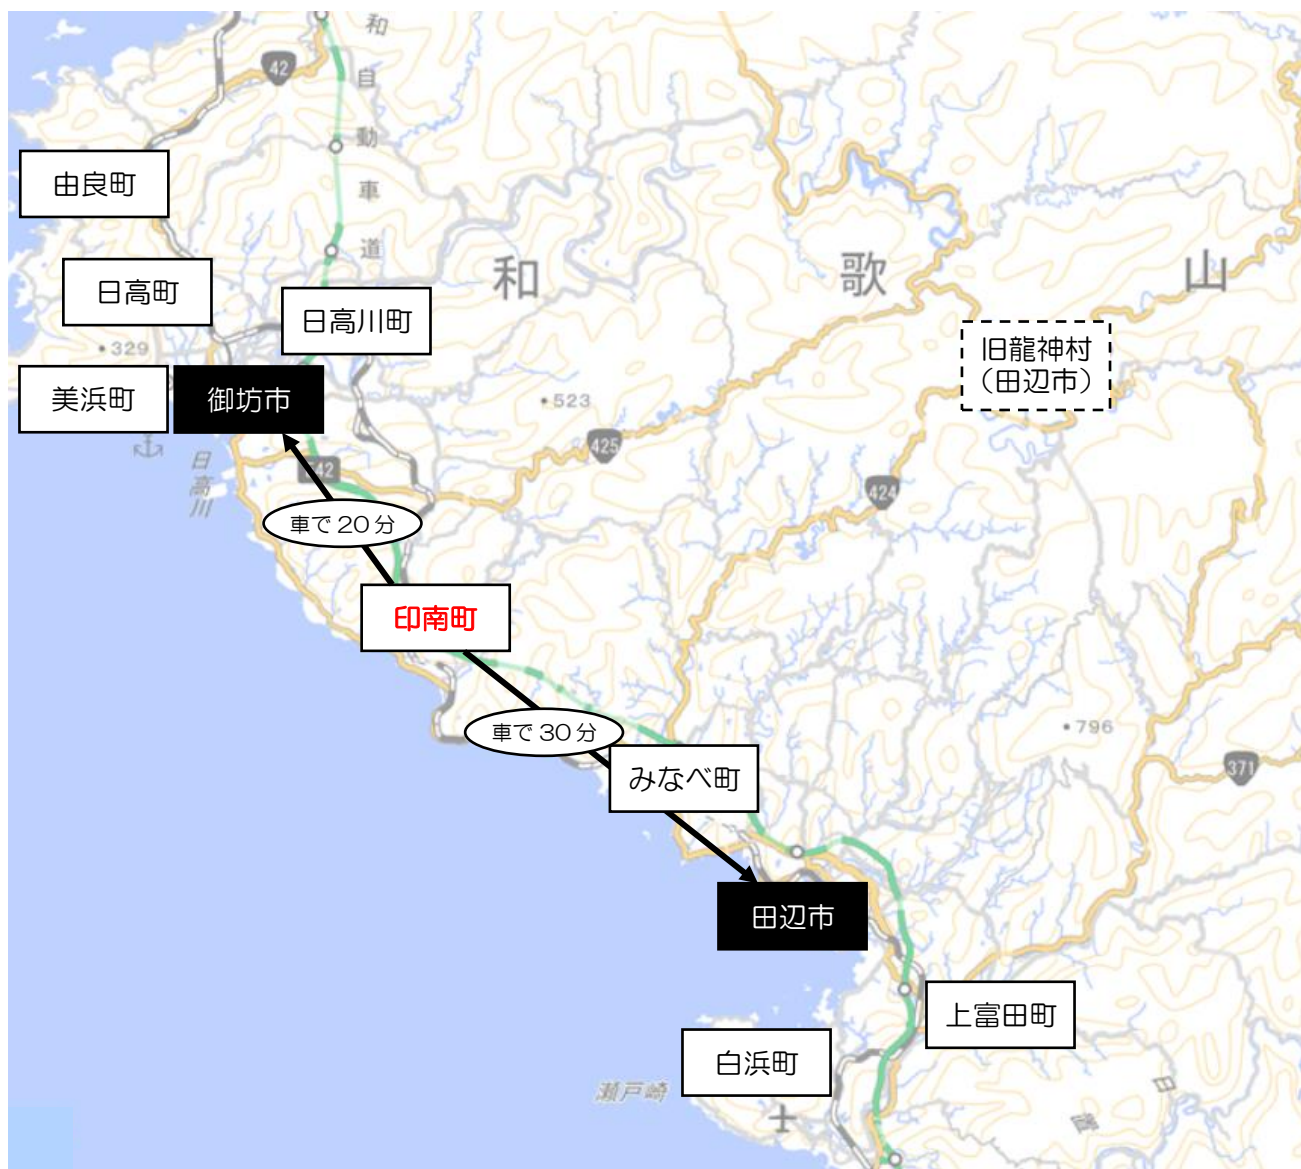 42
和
自
動
車
道
由良町
和
歌
山
日高町
日高川町
旧龍神村
（田辺市）
・329
美浜町
御坊市
・523
425
42
424
日
高
川
車で20分
印南町
車で30分
・796
みなべ町
371
田辺市
上富田町
白浜町
瀬戸崎
日
置